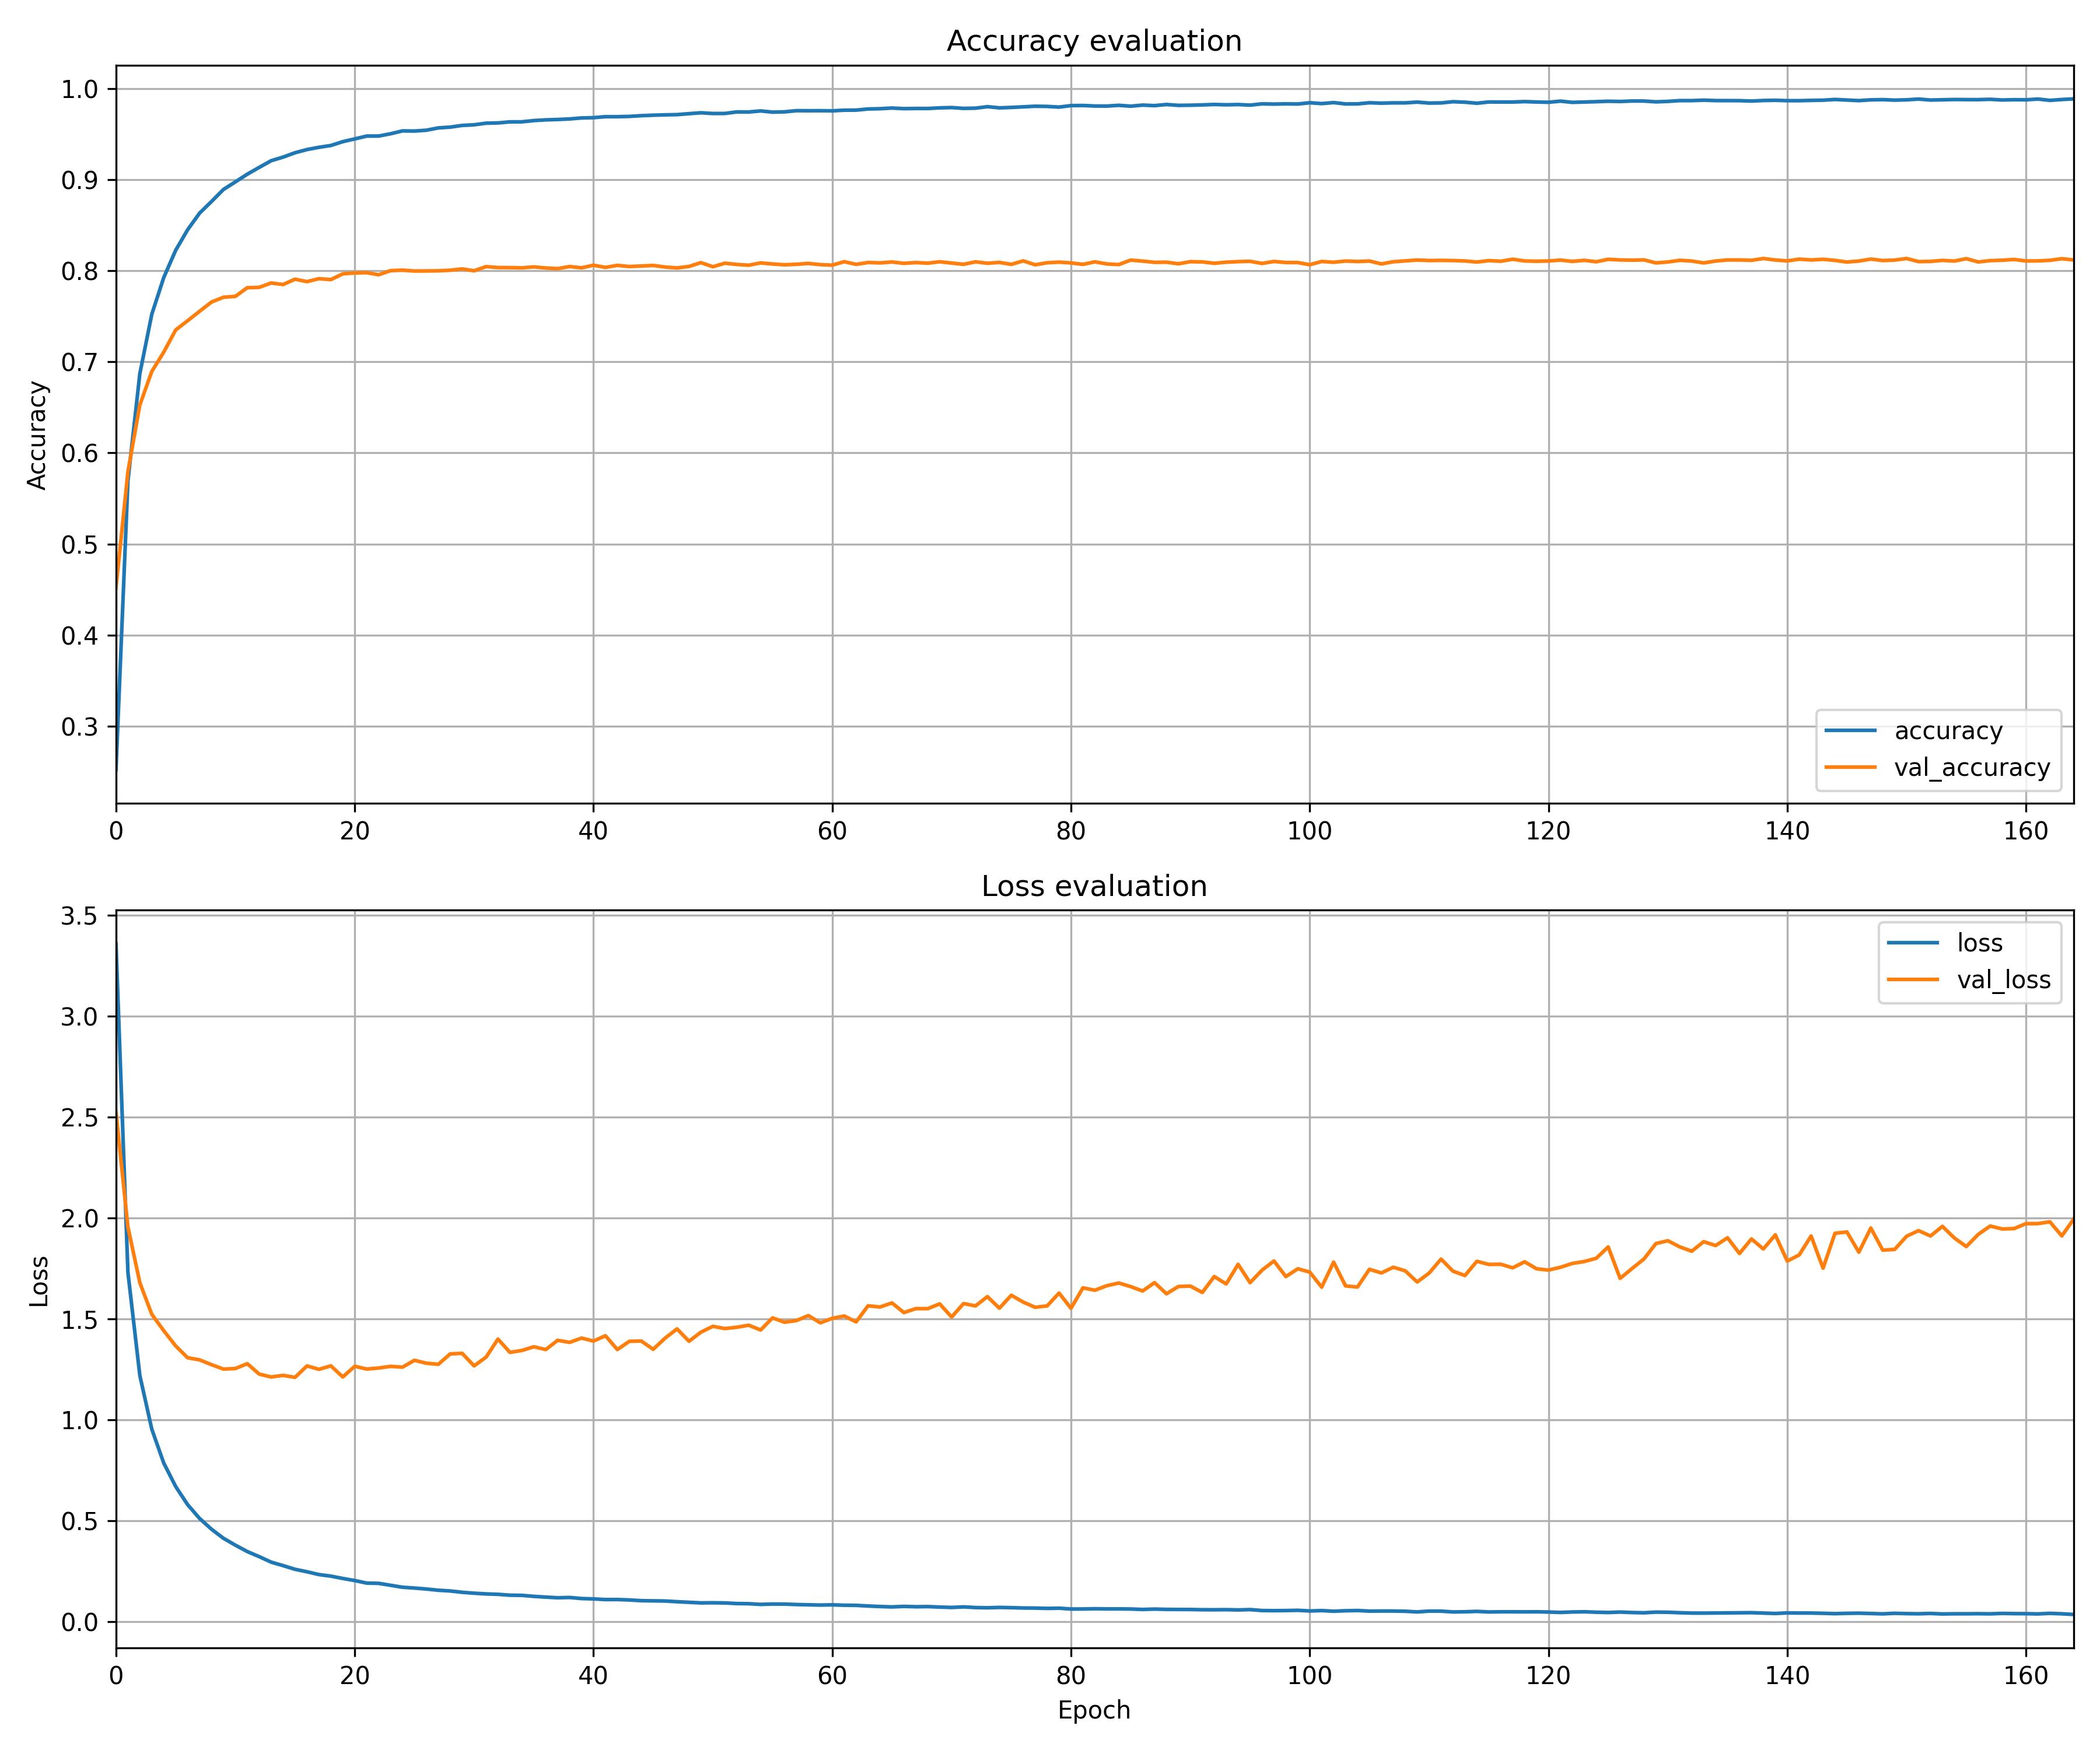 Accuracy evaluation
1.0
0.9
0.8
0.7
0.6
0.5
0.4
0.3
Accuracy
accuracy
val_accuracy
0 20 40 60 80 100 120 140 160
Loss evaluation
3.5
3.0
2.5
2.0
1.5
1.0
0.5
0.0
Loss
loss
val_loss
0 20 40 60 80 100 120 140 160
Epoch